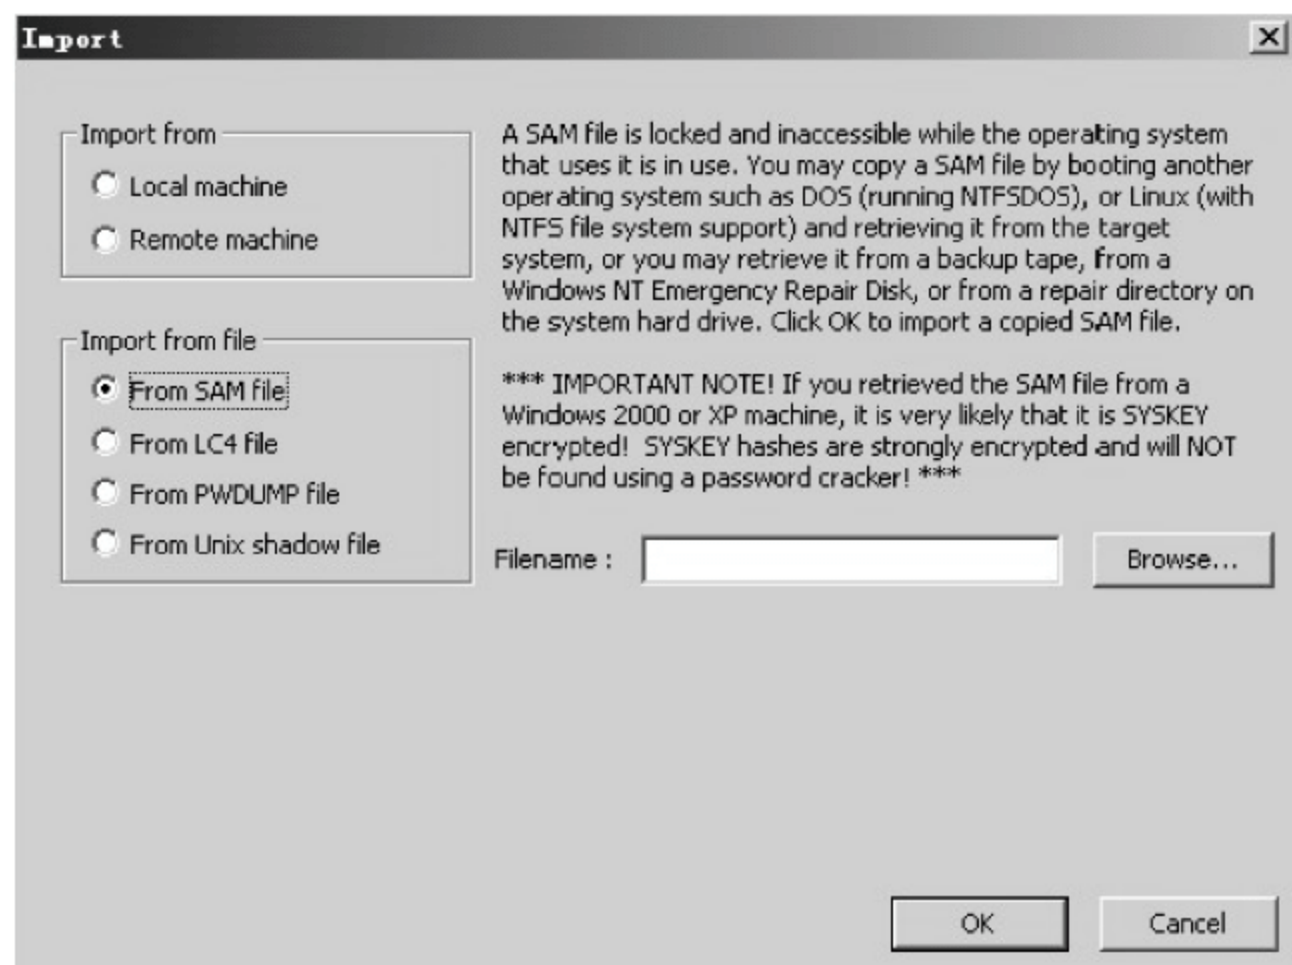 Import
Import from
Local machine
Remote machine
Import from file
From SAM file
From LC4 file
From PWDUMP file
From Unix shadow file
A SAM file is locked and inaccessible while the operating system
that uses it is in use. You may copy a SAM file by booting another
operating system such as DOS (running NTFSDOS), or Linux (with
NTFS file system support) and retrieving it from the target
system, or you may retrieve it from a backup tape, from a
Windows NT Emergency Repair Disk, or from a repair directory on
the system hard drive. Click OK to import a copied SAM file.
*** IMPORTANT NOTE! If you retrieved the SAM file from a
Windows 2000 or XP machine, it is very likely that it is SYSKEY
encrypted! SYSKEY hashes are strongly encrypted and will NOT
be found using a password cracker! ***
Filename :
Browse...
OK
Cancel